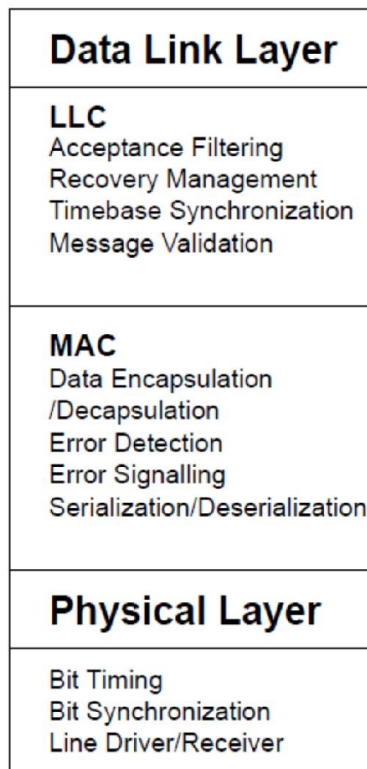 Data Link Layer
LLC
Acceptance Filtering
Recovery Management
Timebase Synchronization
Message Validation
MAC
Data Encapsulation
/Decapsulation
Error Detection
Error Signalling
Serialization/Deserialization
Physical Layer
Bit Timing
Bit Synchronization
Line Driver/Receiver